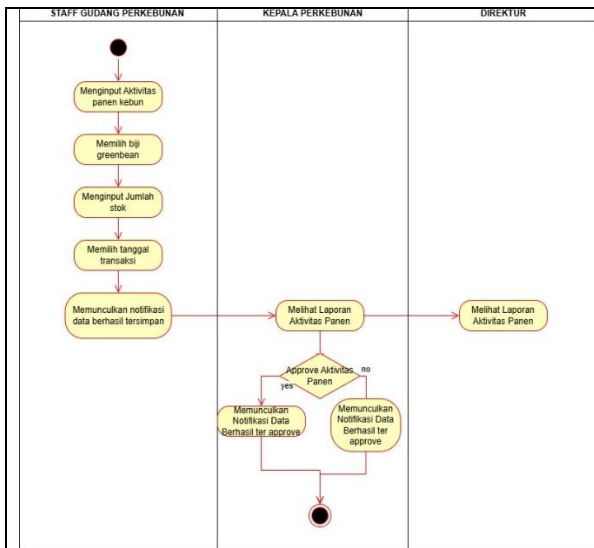 STAFF GUDANG PERKEBUNAN
KEPALA PERKEBUNAN
DIREKTUR
Menginput Aktivitas
panen kebun
Memilih biji
greenbean
Menginput Jumlah
stok
Memilih tanggal
transaksi
Memunculkan notifikasi
data berhasil tersimpan
Melihat Laporan
Aktivitas Panen
Melihat Laporan
Aktivitas Panen
Approve Aktivitas
Panen
no
yes
Memunculkan
Notifikasi Data
Berhasil ter approve
Memunculkan
Notifikasi Data
Berhasil ter
approve